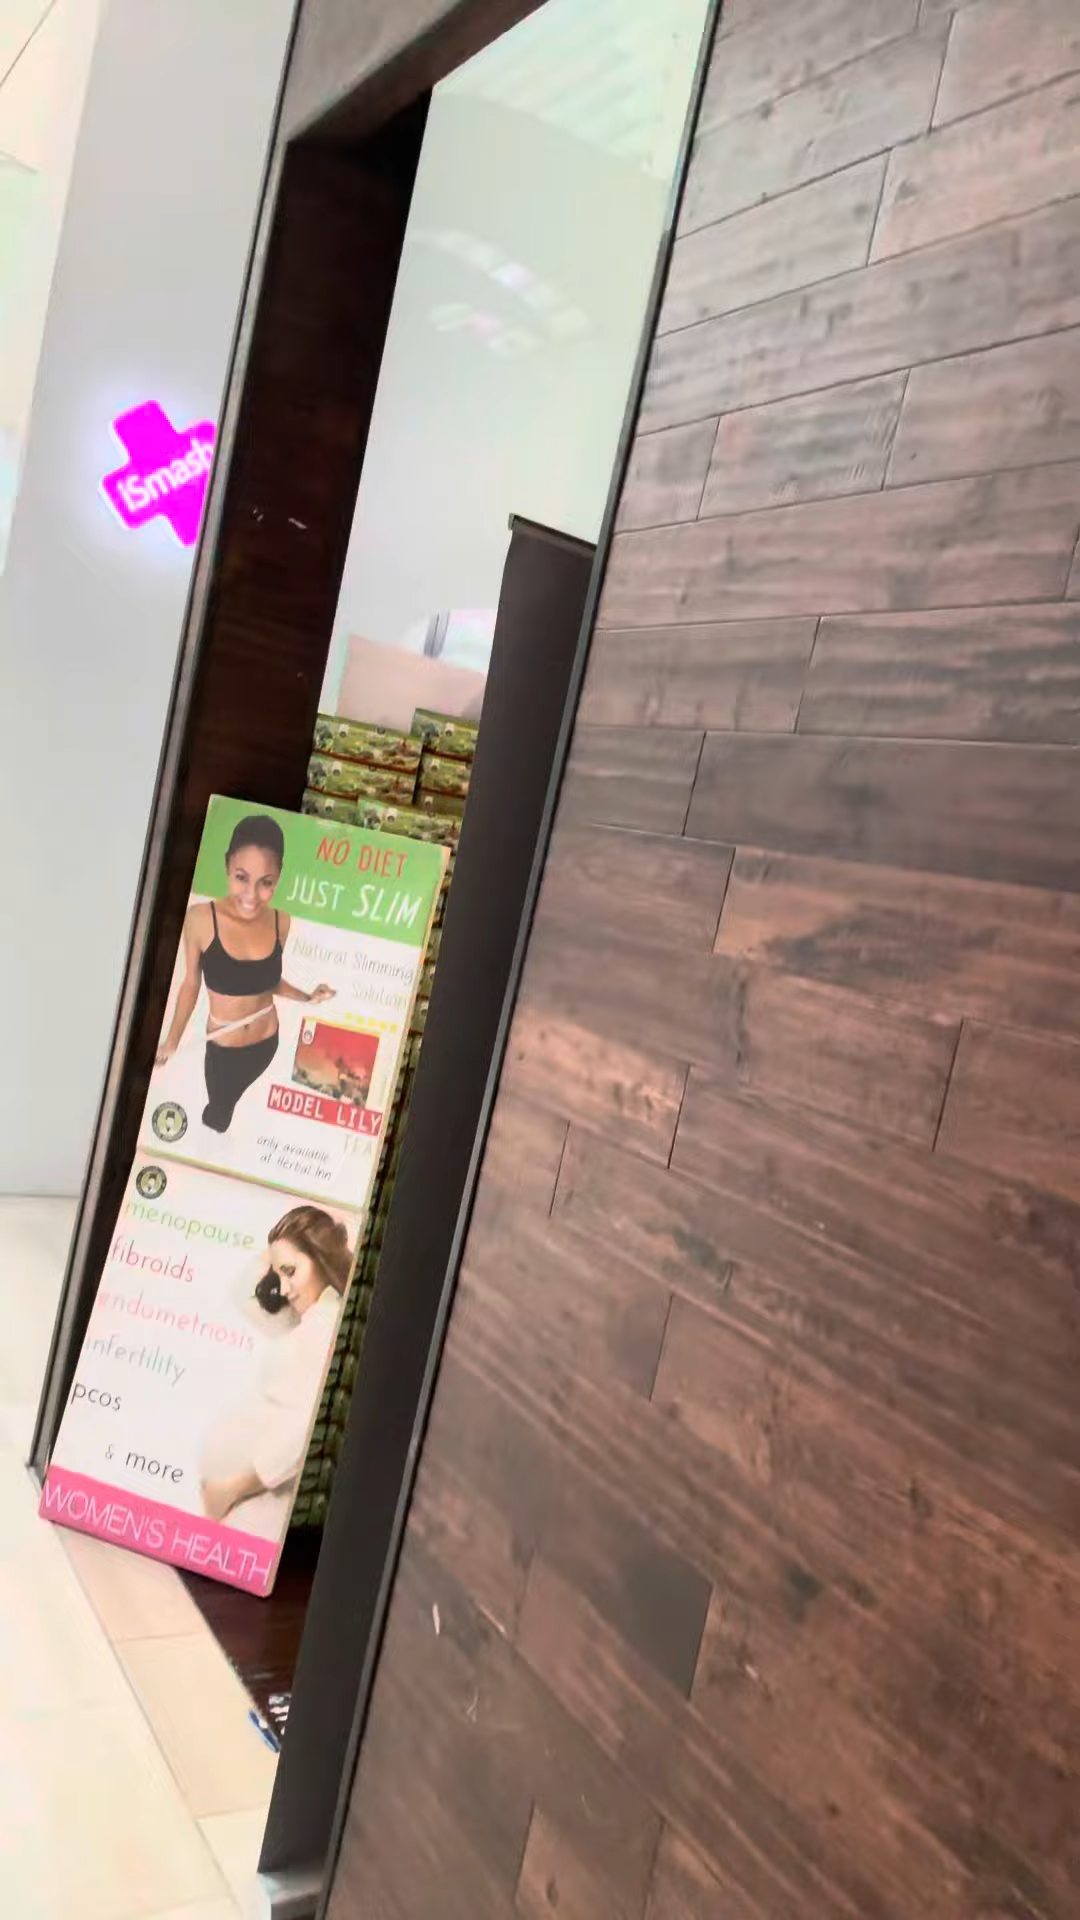 iSmash
NO DIET
JUST SLIM
Natural Slimming
Solution
MODEL LILY
TEA
only available
at Herbal Inn
menopause
fibroids
endometriosis
infertility
pcos
& more
WOMEN'S HEALTH